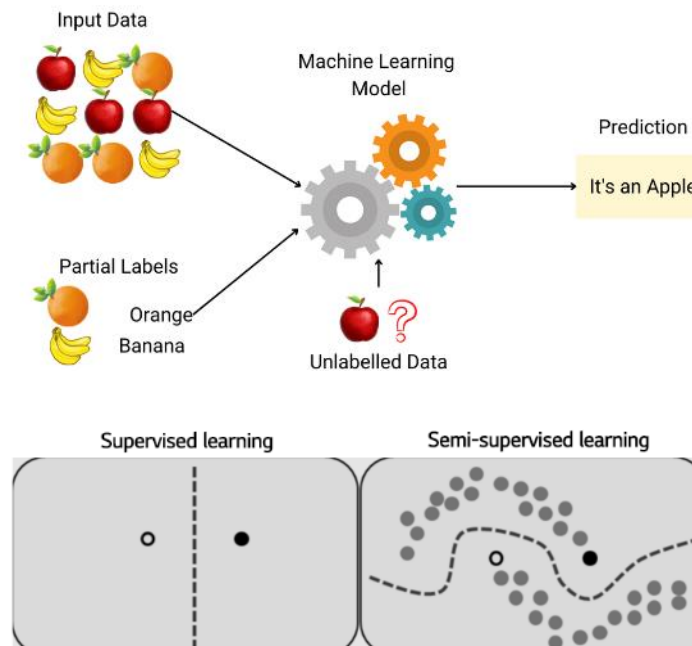 Input Data
Machine Learning
Model
Prediction
It's an Apple
Partial Labels
Orange
Banana
?
Unlabelled Data
Supervised learning
Semi-supervised learning